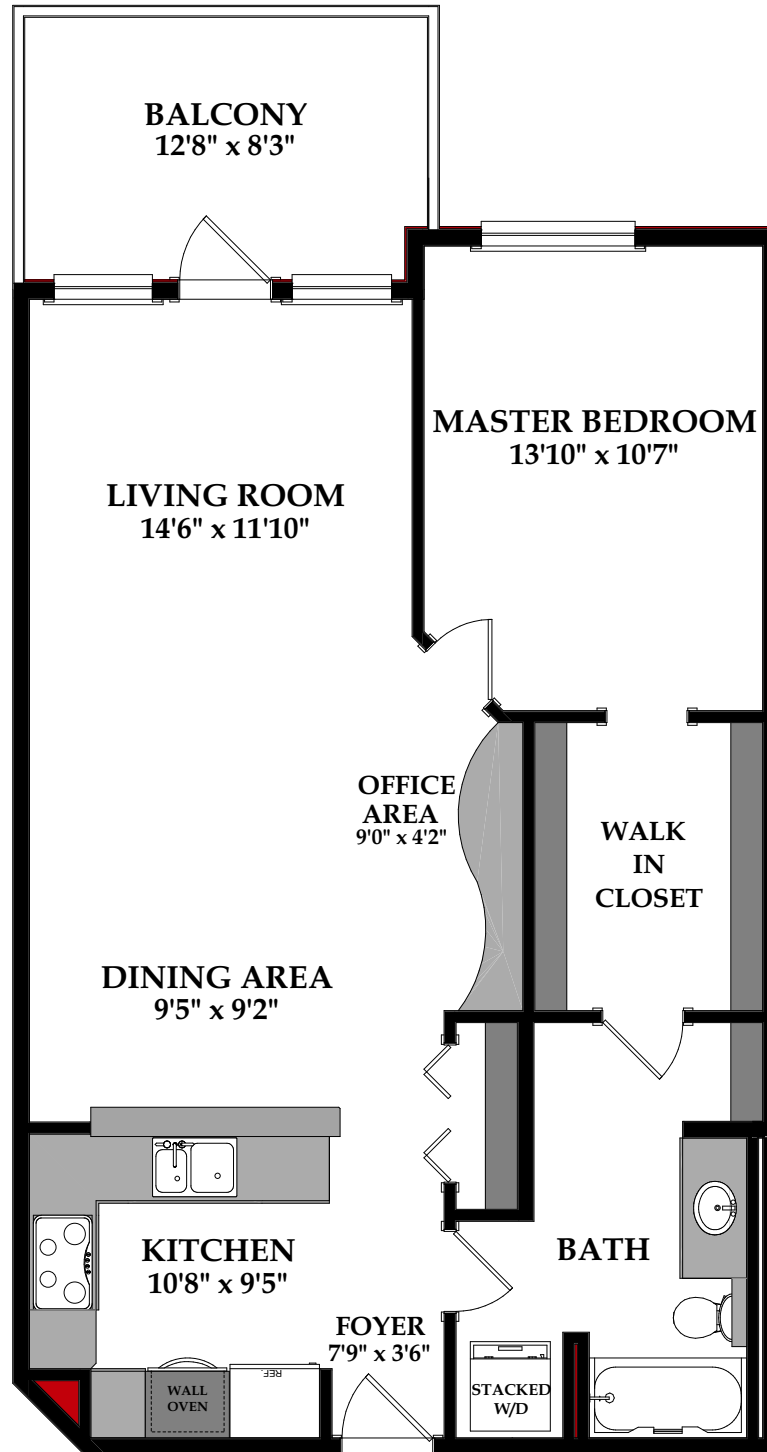 BALCONY
12'8" x 8'3"
MASTER BEDROOM
13'10" x 10'7"
LIVING ROOM
14'6" x 11'10"
OFFICE
AREA
9'0" x 4'2"
WALK
IN
CLOSET
DINING AREA
9'5" x 9'2"
KITCHEN
10'8" x 9'5"
BATH
FOYER
7'9" x 3'6"
REF.
WALL
OVEN
STACKED
W/D